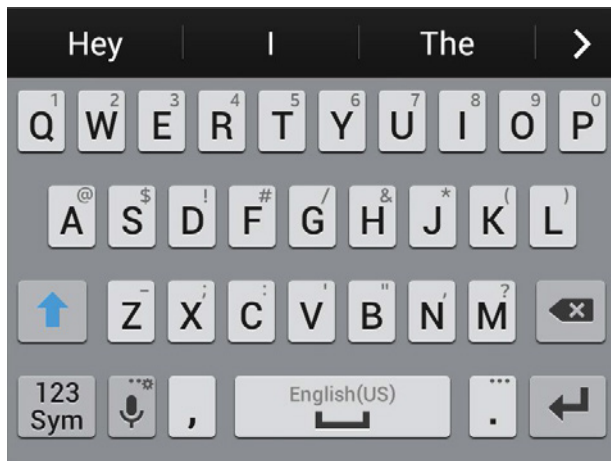 Hey I The >
1 2 3 4 5 6 7 8 9 0
Q W E R T Y U I O P
@ $ ! # / & * ( )
A S D F G H J K L
- ; : ' " , ?
Z X C V B N M
123 English(US)
Sym , .